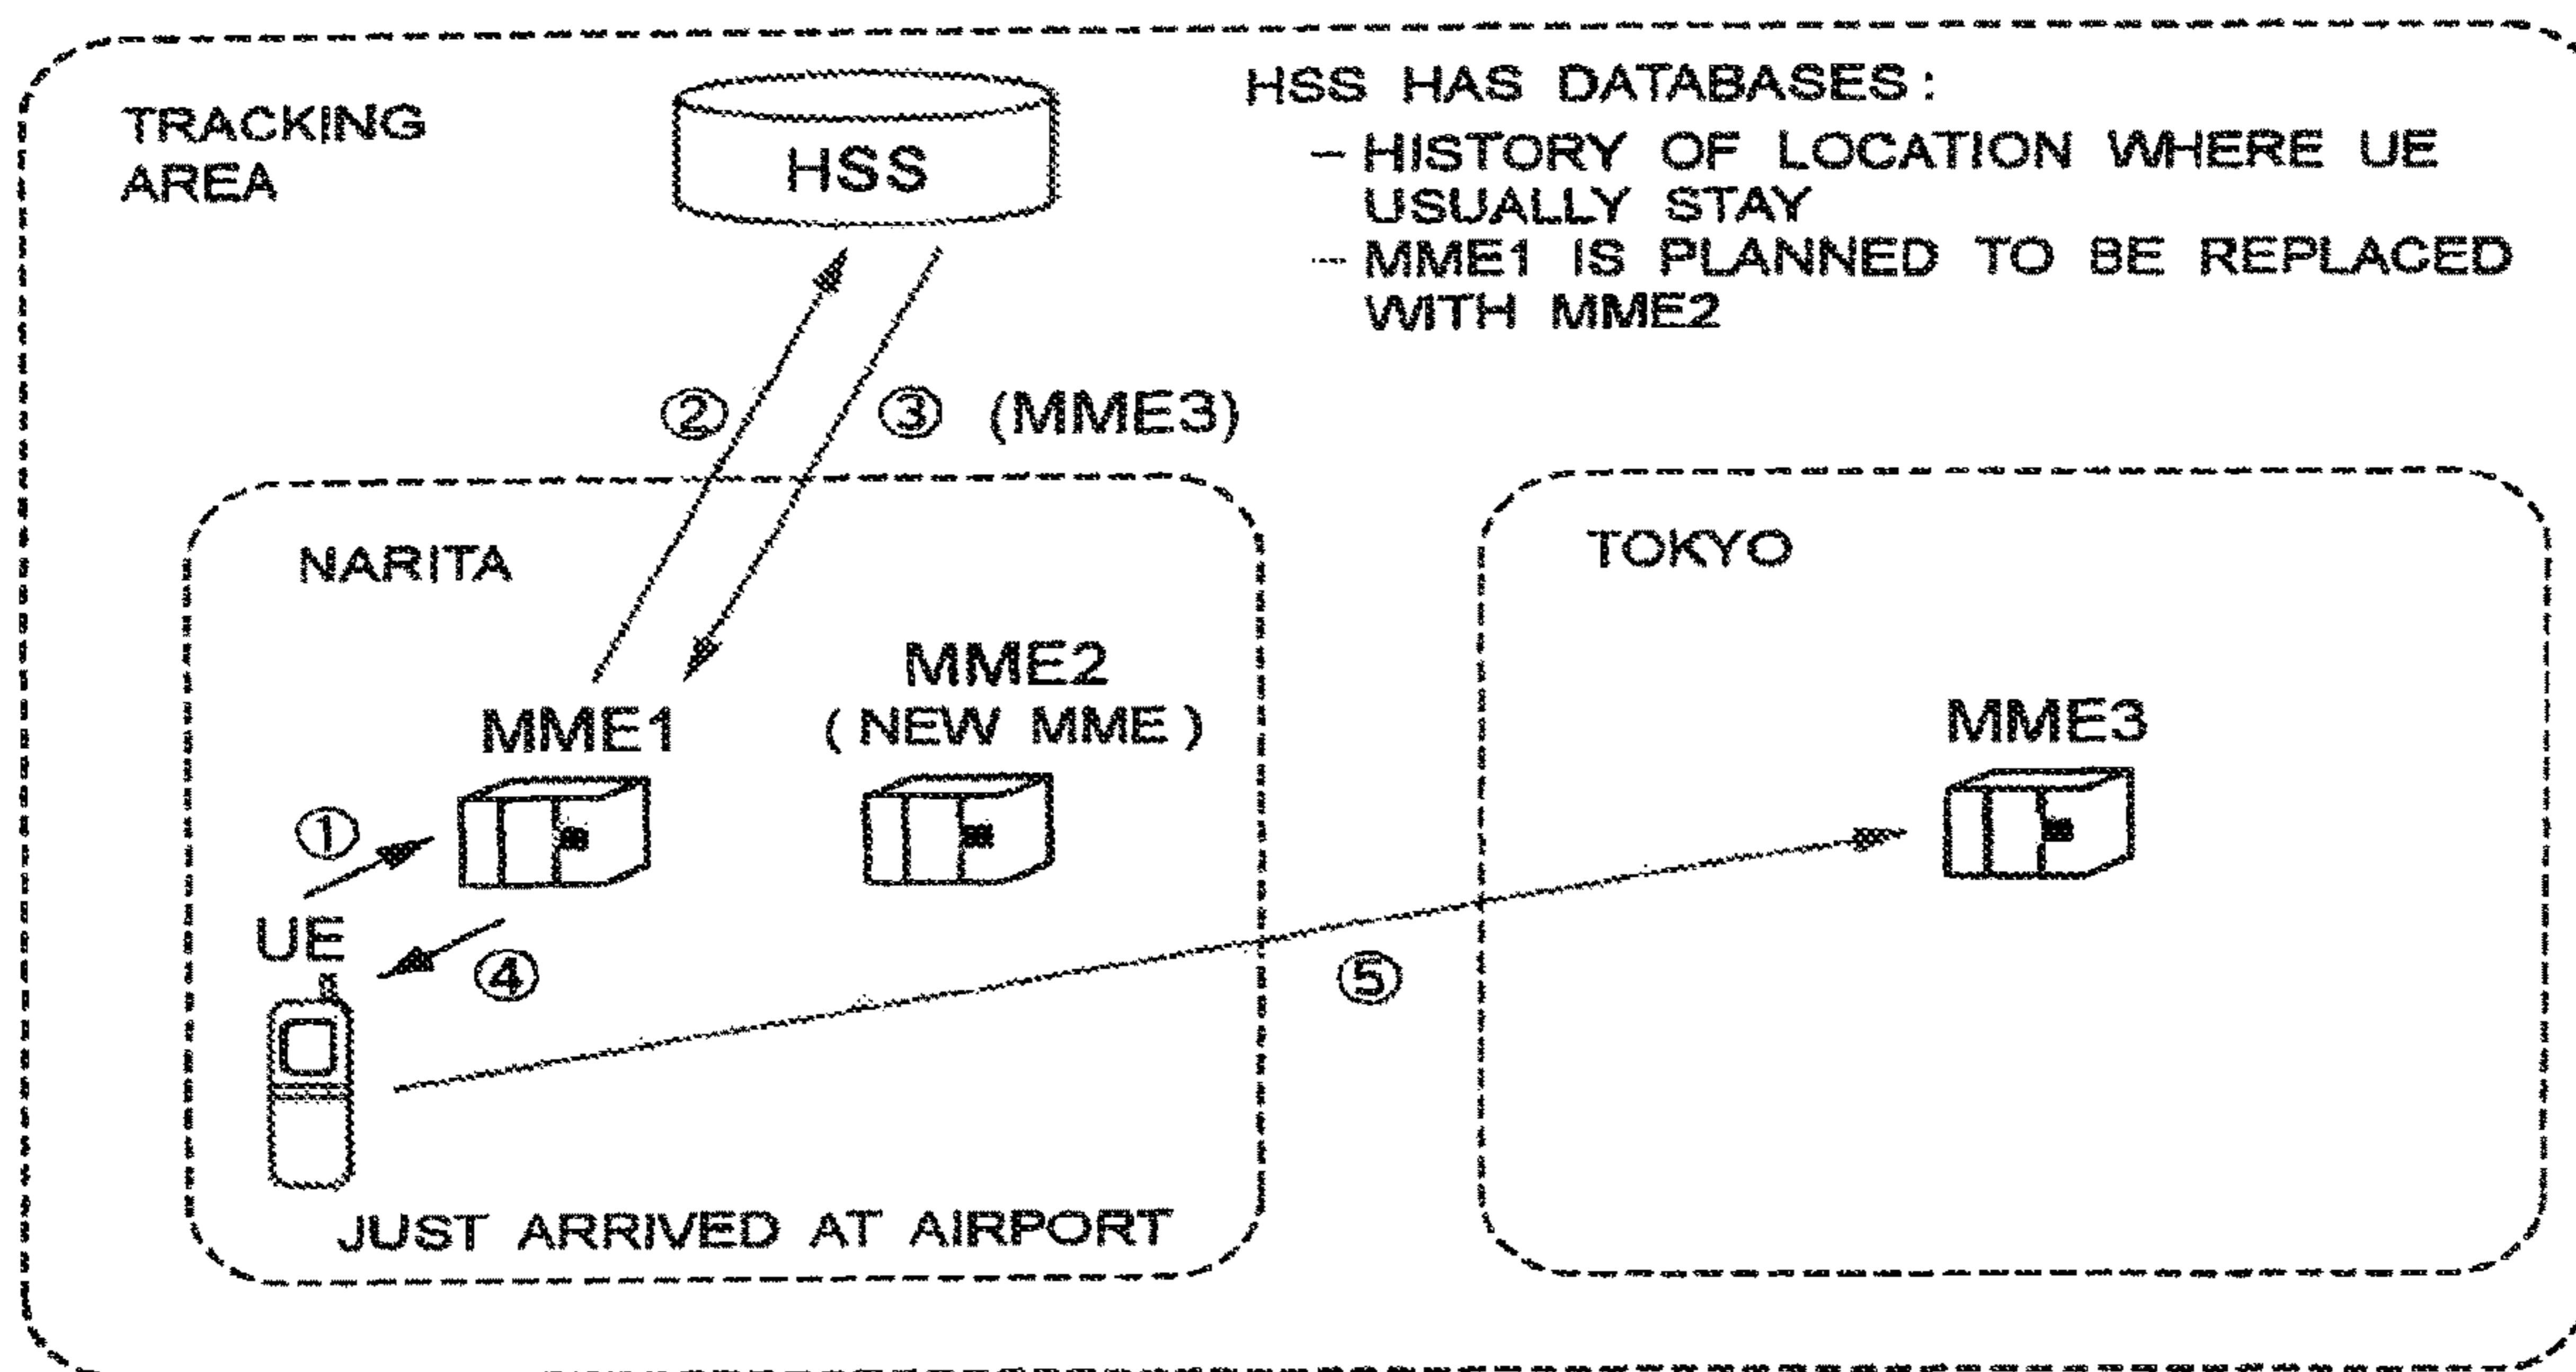 TRACKING
AREA
HSS
HSS HAS DATABASES:
– HISTORY OF LOCATION WHERE UE
USUALLY STAY
– MME1 IS PLANNED TO BE REPLACED
WITH MME2
②
③ (MME3)
NARITA
TOKYO
MME1
MME2
(NEW MME)
MME3
①
UE
④
⑤
JUST ARRIVED AT AIRPORT